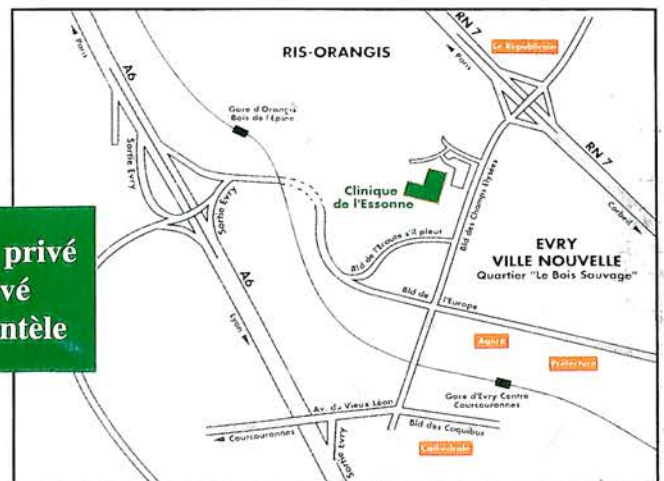 RN 7
Le Républicain
Paris
A6
RIS-ORANGIS
Paris
Gare d'Orangis
Bois de l'Epine
Sortie Evry
RN 7
Clinique
de l'Essonne
Bld des Champs Elysées
Corbeil
Sortie Evry
Bld de l'Ecoute s'il pleut
EVRY
VILLE NOUVELLE
Quartier "Le Bois Sauvage"
privé
vé
ntèle
A6
Bld de l'Europe
Lyon
Agora
Préfecture
Gare d'Evry Centre
Courcouronnes
Av. du Vieux Léon
Bld des Coquibus
Courcouronnes
Sortie Evry
Cathédrale